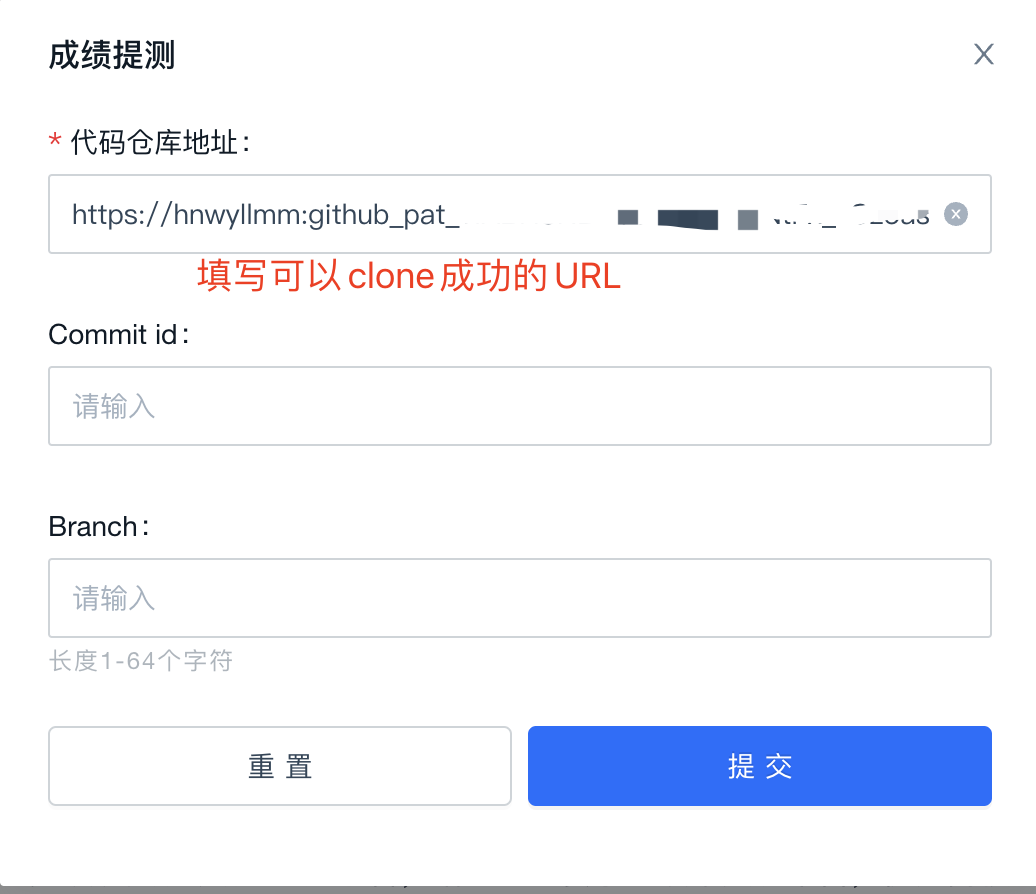 成绩提测
* 代码仓库地址：
https://hnwyllmm:github_pat_
填写可以clone成功的URL
Commit id：
请输入
Branch：
请输入
长度1-64个字符
重 置
提 交